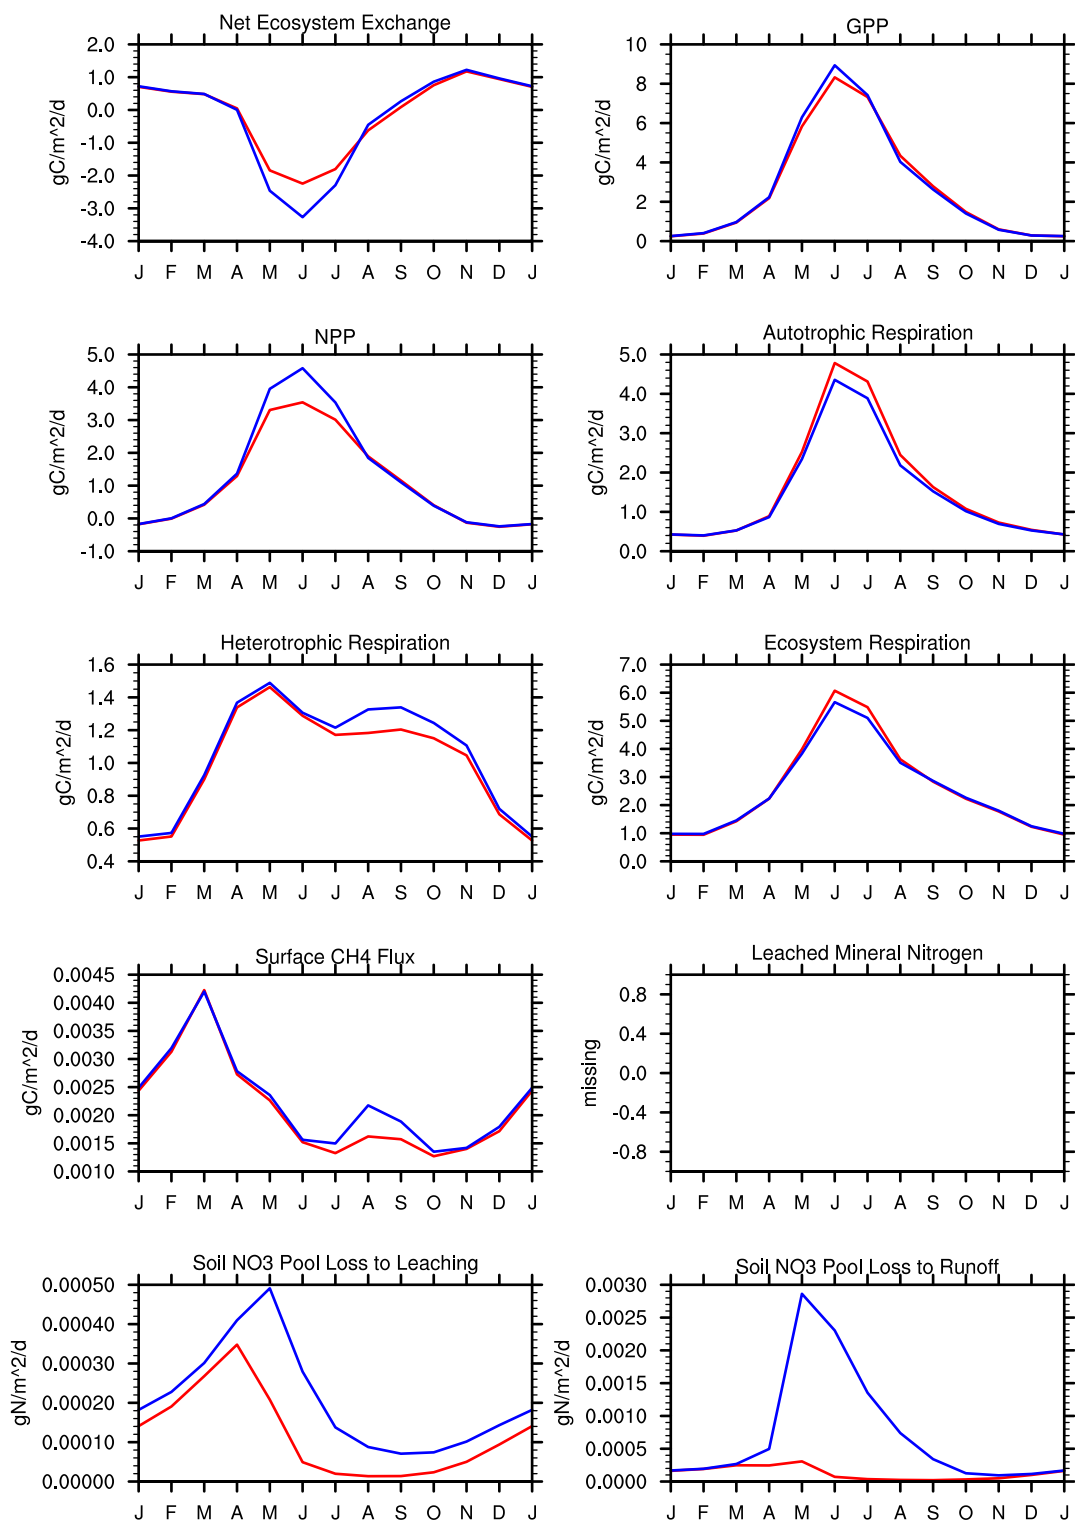 Net Ecosystem Exchange
gC/m^2/d
2.0
1.0
0.0
-1.0
-2.0
-3.0
-4.0
J F M A M J J A S O N D J
GPP
gC/m^2/d
10
8
6
4
2
0
J F M A M J J A S O N D J
NPP
gC/m^2/d
5.0
4.0
3.0
2.0
1.0
0.0
-1.0
J F M A M J J A S O N D J
Autotrophic Respiration
gC/m^2/d
5.0
4.0
3.0
2.0
1.0
0.0
J F M A M J J A S O N D J
Heterotrophic Respiration
gC/m^2/d
1.6
1.4
1.2
1.0
0.8
0.6
0.4
J F M A M J J A S O N D J
Ecosystem Respiration
gC/m^2/d
7.0
6.0
5.0
4.0
3.0
2.0
1.0
0.0
J F M A M J J A S O N D J
Surface CH4 Flux
gC/m^2/d
0.0045
0.0040
0.0035
0.0030
0.0025
0.0020
0.0015
0.0010
J F M A M J J A S O N D J
Leached Mineral Nitrogen
missing
0.8
0.4
0.0
-0.4
-0.8
J F M A M J J A S O N D J
Soil NO3 Pool Loss to Leaching
gN/m^2/d
0.00050
0.00040
0.00030
0.00020
0.00010
0.00000
J F M A M J J A S O N D J
Soil NO3 Pool Loss to Runoff
gN/m^2/d
0.0030
0.0025
0.0020
0.0015
0.0010
0.0005
0.0000
J F M A M J J A S O N D J